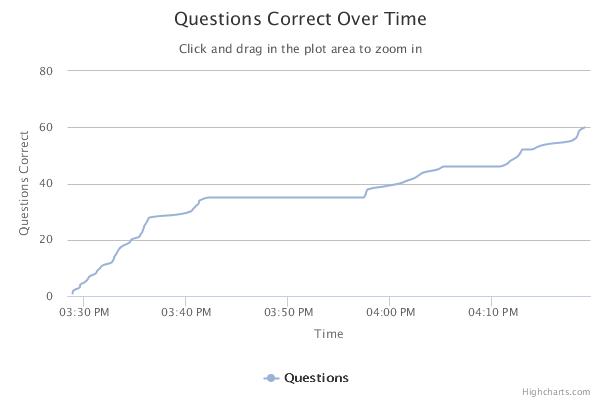 Questions Correct Over Time
Click and drag in the plot area to zoom in
80
60
40
20
0
Questions Correct
03:30 PM 03:40 PM 03:50 PM 04:00 PM 04:10 PM
Time
Questions
Highcharts.com